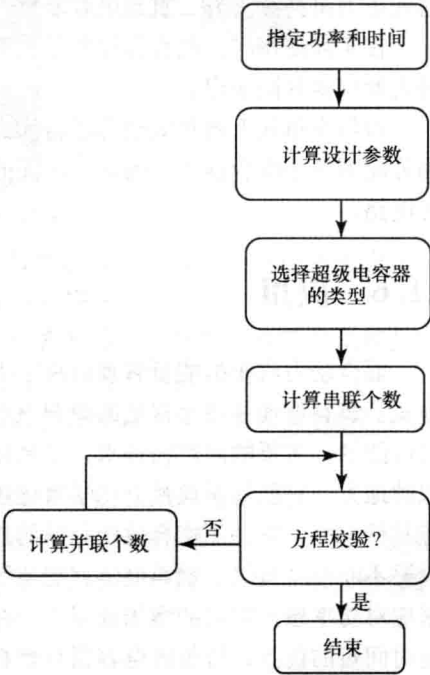 指定功率和时间
计算设计参数
选择超级电容器
的类型
计算串联个数
方程校验?
否
计算并联个数
是
结束